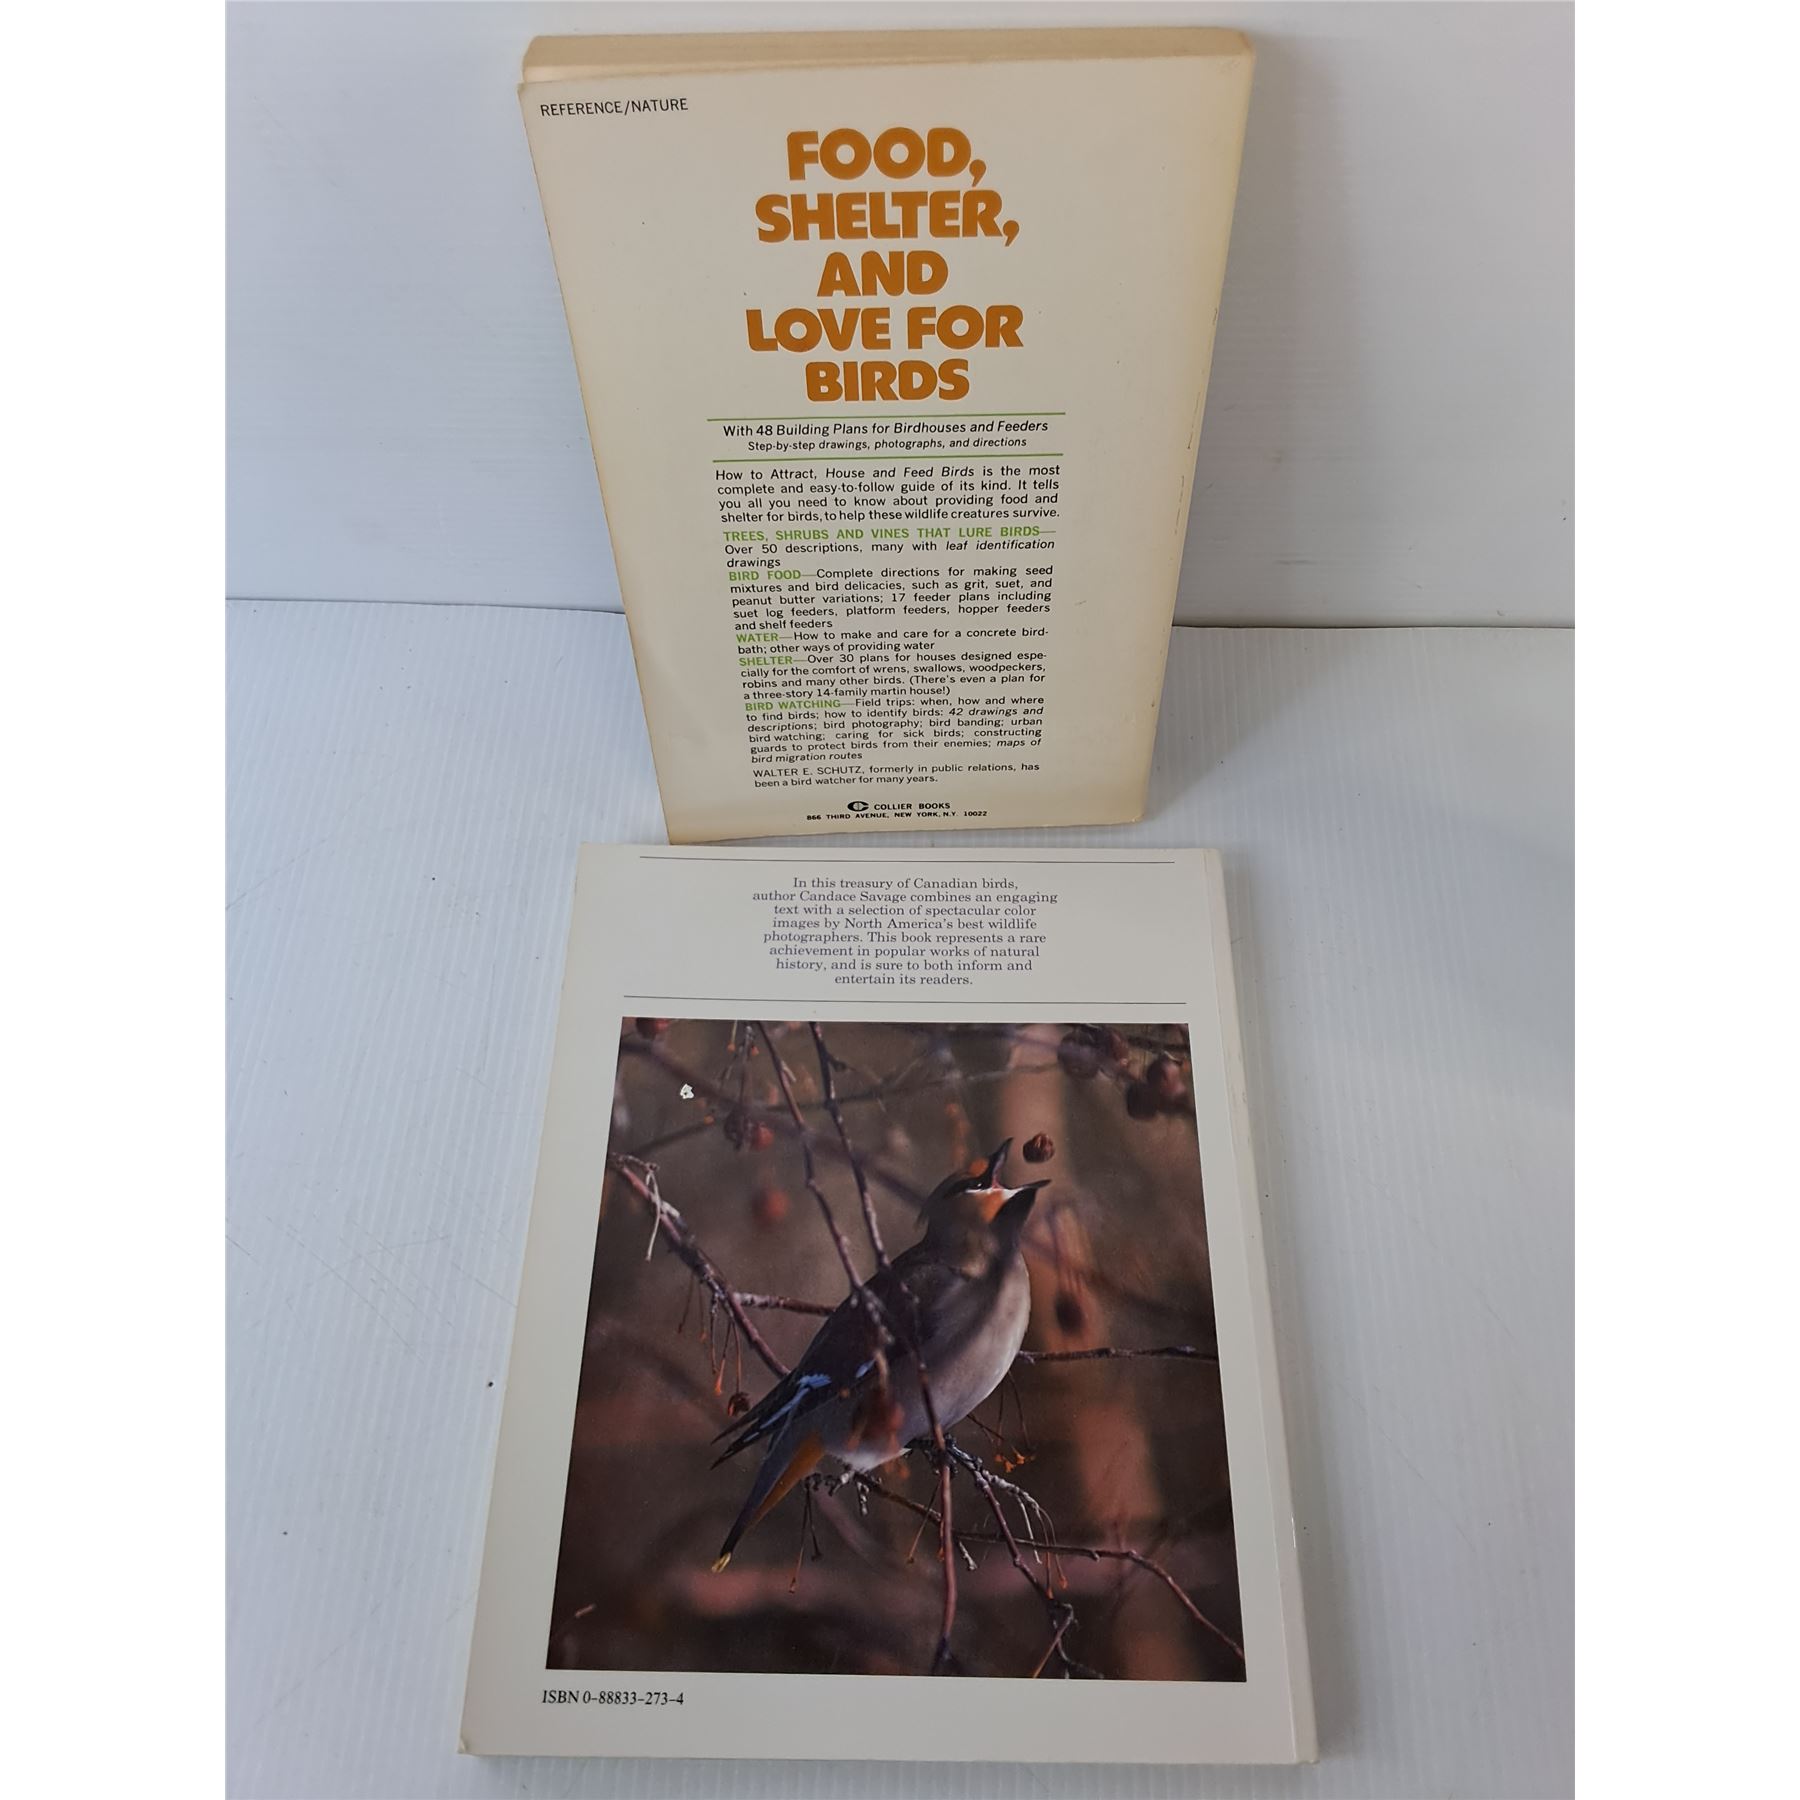 REFERENCE/NATURE
FOOD,
SHELTER,
AND
LOVE FOR
BIRDS
With 48 Building Plans for Birdhouses and Feeders
Step-by-step drawings, photographs, and directions
How to Attract, House and Feed Birds is the most
complete and easy-to-follow guide of its kind. It tells
you all you need to know about providing food and
shelter for birds, to help these wildlife creatures survive.
TREES, SHRUBS AND VINES THAT LURE BIRDS—
Over 50 descriptions, many with leaf identification
drawings
BIRD FOOD—Complete directions for making seed
mixtures and bird delicacies, such as grit, suet, and
peanut butter variations; 17 feeder plans including
suet log feeders, platform feeders, hopper feeders
and shelf feeders
WATER—How to make and care for a concrete bird-
bath; other ways of providing water
SHELTER—Over 30 plans for houses designed espe-
cially for the comfort of wrens, swallows, woodpeckers,
robins and many other birds. (There's even a plan for
a three-story 14-family martin house!)
BIRD WATCHING—Field trips: when, how and where
to find birds; how to identify birds: 42 drawings and
descriptions; bird photography; bird banding; urban
bird watching; caring for sick birds; constructing
guards to protect birds from their enemies; maps of
bird migration routes
WALTER E. SCHUTZ, formerly in public relations, has
been a bird watcher for many years.
COLLIER BOOKS
866 THIRD AVENUE, NEW YORK, N.Y. 10022
In this treasury of Canadian birds,
author Candace Savage combines an engaging
text with a selection of spectacular color
images by North America's best wildlife
photographers. This book represents a rare
achievement in popular works of natural
history, and is sure to both inform and
entertain its readers.
ISBN 0-88833-273-4